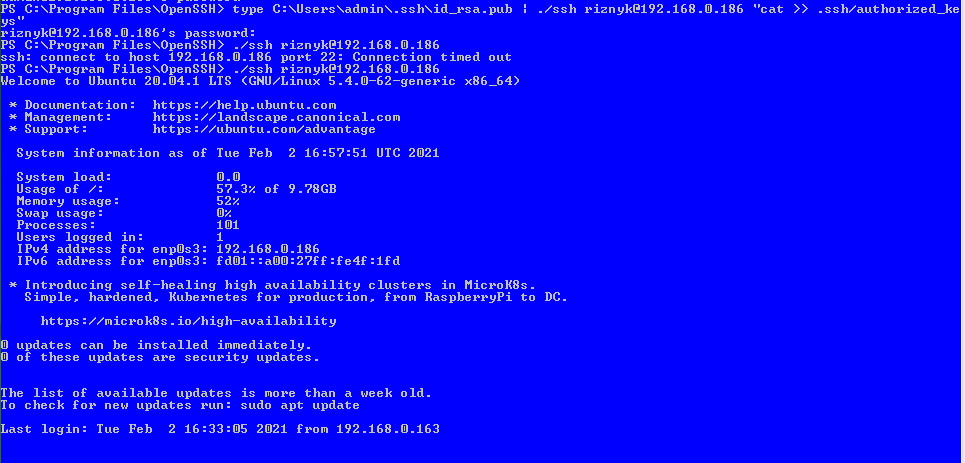 PS C:\Program Files\OpenSSH> type C:\Users\admin\.ssh\id_rsa.pub | ./ssh riznyk@192.168.0.186 "cat >> .ssh/authorized_ke
ys"
riznyk@192.168.0.186's password:
PS C:\Program Files\OpenSSH> ./ssh riznyk@192.168.0.186
ssh: connect to host 192.168.0.186 port 22: Connection timed out
PS C:\Program Files\OpenSSH> ./ssh riznyk@192.168.0.186
Welcome to Ubuntu 20.04.1 LTS (GNU/Linux 5.4.0-62-generic x86_64)
* Documentation: https://help.ubuntu.com
* Management: https://landscape.canonical.com
* Support: https://ubuntu.com/advantage
System information as of Tue Feb 2 16:57:51 UTC 2021
System load: 0.0
Usage of /: 57.3% of 9.78GB
Memory usage: 52%
Swap usage: 0%
Processes: 101
Users logged in: 1
IPv4 address for enp0s3: 192.168.0.186
IPv6 address for enp0s3: fd01::a00:27ff:fe4f:1fd
* Introducing self-healing high availability clusters in MicroK8s.
Simple, hardened, Kubernetes for production, from RaspberryPi to DC.
https://microk8s.io/high-availability
0 updates can be installed immediately.
0 of these updates are security updates.
The list of available updates is more than a week old.
To check for new updates run: sudo apt update
Last login: Tue Feb 2 16:33:05 2021 from 192.168.0.163